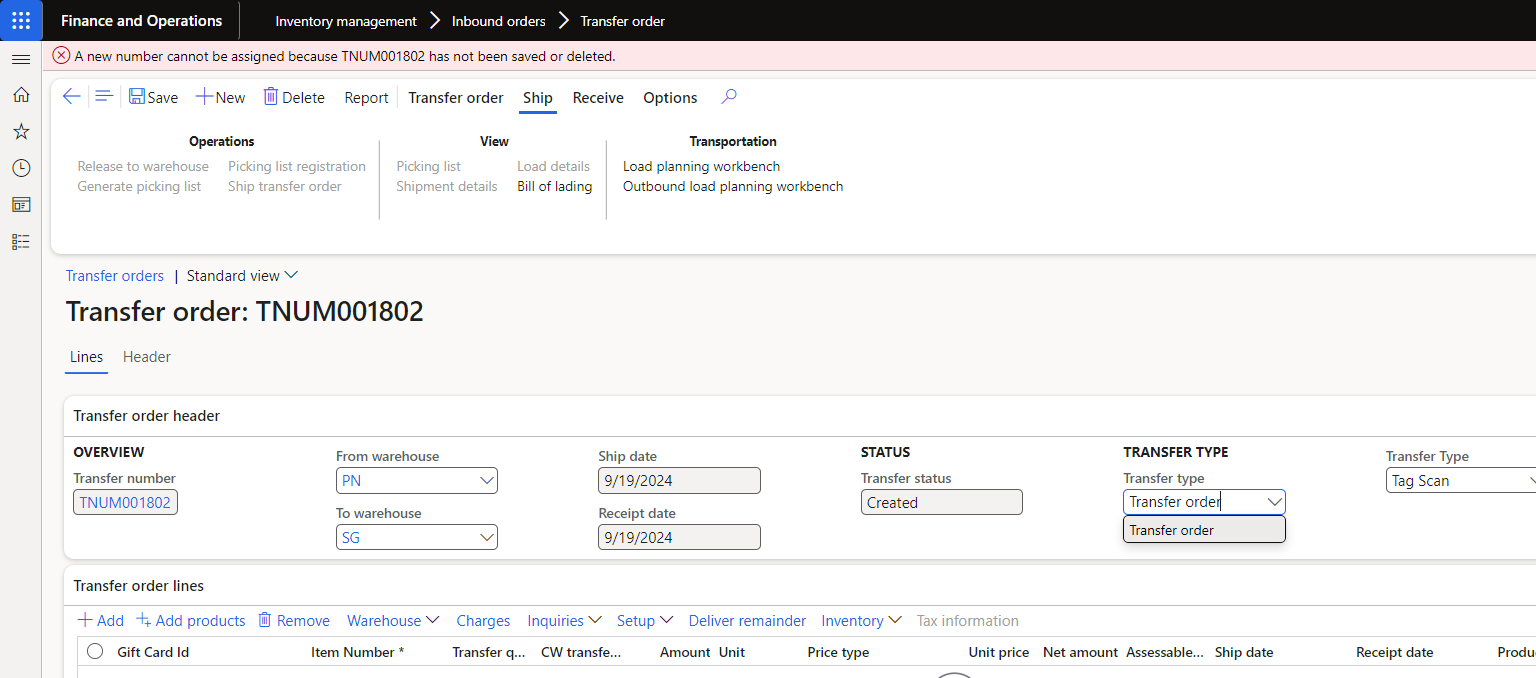 Finance and Operations
Inventory management Inbound orders Transfer order
A new number cannot be assigned because TNUM001802 has not been saved or deleted.
Save New Delete Report Transfer order Ship Receive Options
Operations View Transportation
Release to warehouse Picking list registration Picking list Load details Load planning workbench
Generate picking list Ship transfer order Shipment details Bill of lading Outbound load planning workbench
Transfer orders | Standard view
Transfer order: TNUM001802
Lines Header
Transfer order header
OVERVIEW
Transfer number
TNUM001802
From warehouse
PN
To warehouse
SG
Ship date
9/19/2024
Receipt date
9/19/2024
STATUS
Transfer status
Created
TRANSFER TYPE
Transfer type
Transfer order
Transfer order
Transfer Type
Tag Scan
Transfer order lines
Add Add products Remove Warehouse Charges Inquiries Setup Deliver remainder Inventory Tax information
Gift Card Id Item Number * Transfer q... CW transfe... Amount Unit Price type Unit price Net amount Assessable... Ship date Receipt date Produ